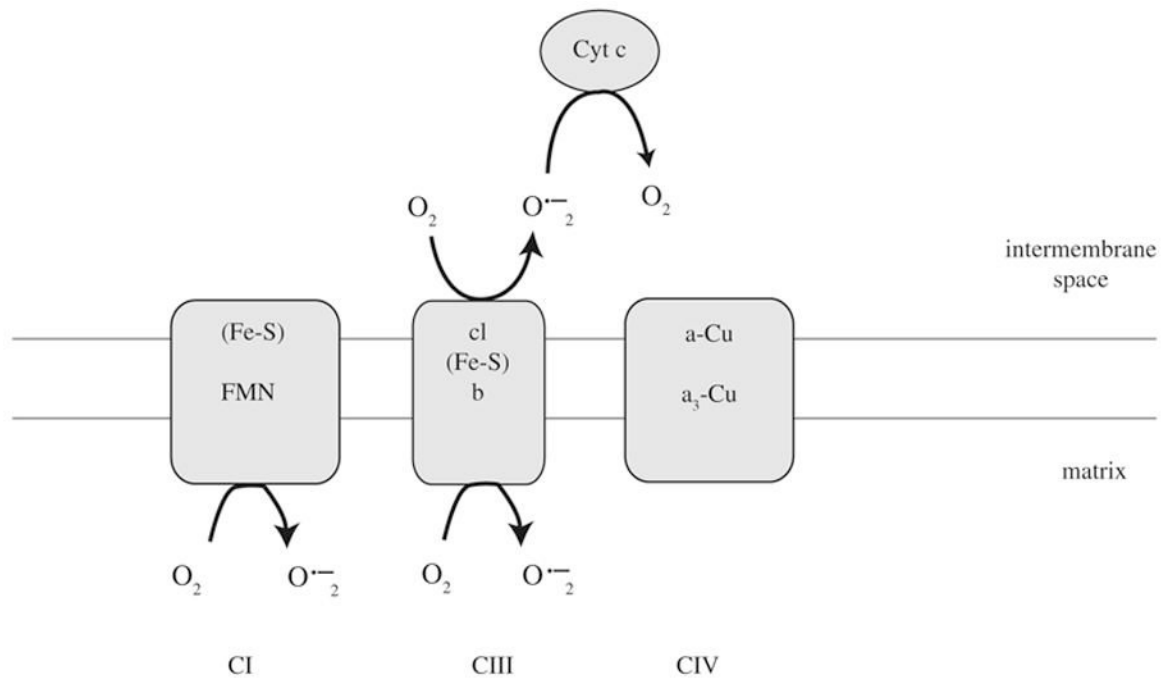 Cyt c
O₂
O•−₂
O₂
intermembrane
space
(Fe-S)
FMN
cl
(Fe-S)
b
a-Cu
a₃-Cu
matrix
O₂
O•−₂
O₂
O•−₂
CI
CIII
CIV